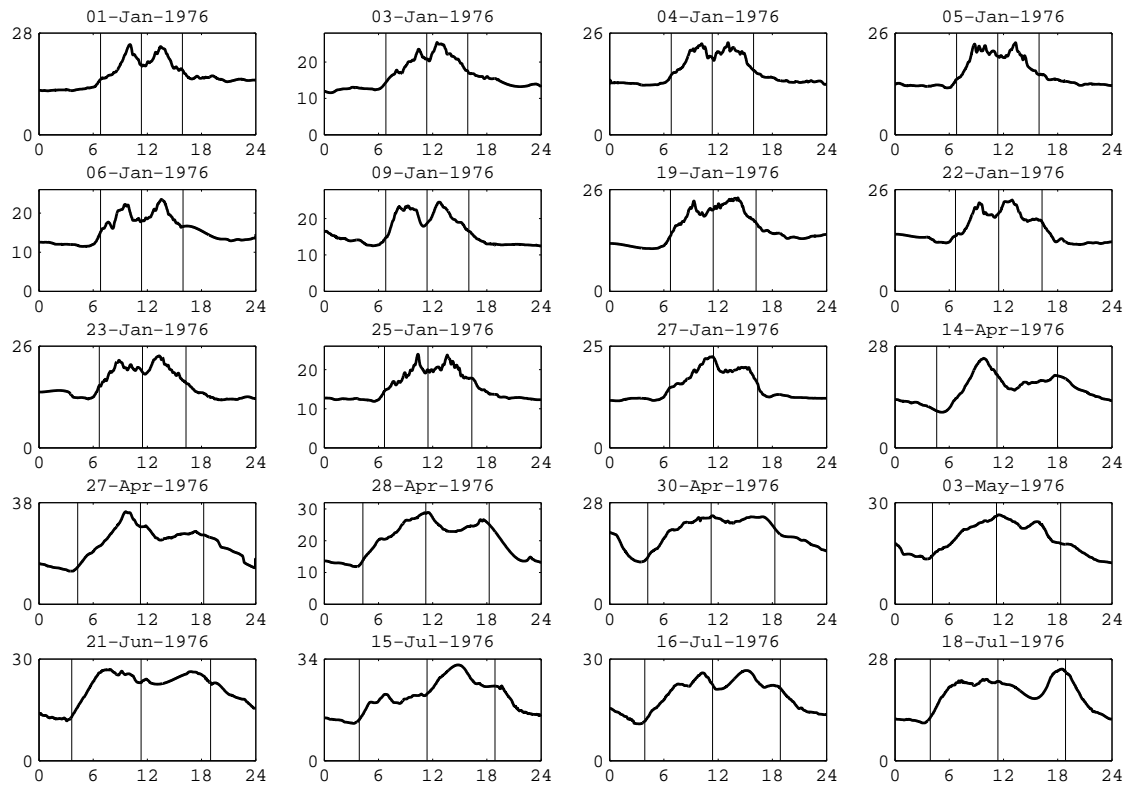 01-Jan-1976 03-Jan-1976 04-Jan-1976 05-Jan-1976
28 20 26 26
10
0 0 0 0
0 6 12 18 24 0 6 12 18 24 0 6 12 18 24 0 6 12 18 24
06-Jan-1976 09-Jan-1976 19-Jan-1976 22-Jan-1976
20 20 26 26
10 10
0 0 0 0
0 6 12 18 24 0 6 12 18 24 0 6 12 18 24 0 6 12 18 24
23-Jan-1976 25-Jan-1976 27-Jan-1976 14-Apr-1976
26 20 25 28
10
0 0 0 0
0 6 12 18 24 0 6 12 18 24 0 6 12 18 24 0 6 12 18 24
27-Apr-1976 28-Apr-1976 30-Apr-1976 03-May-1976
38 30 28 30
20
10
0 0 0 0
0 6 12 18 24 0 6 12 18 24 0 6 12 18 24 0 6 12 18 24
21-Jun-1976 15-Jul-1976 16-Jul-1976 18-Jul-1976
30 34 30 28
0 0 0 0
0 6 12 18 24 0 6 12 18 24 0 6 12 18 24 0 6 12 18 24